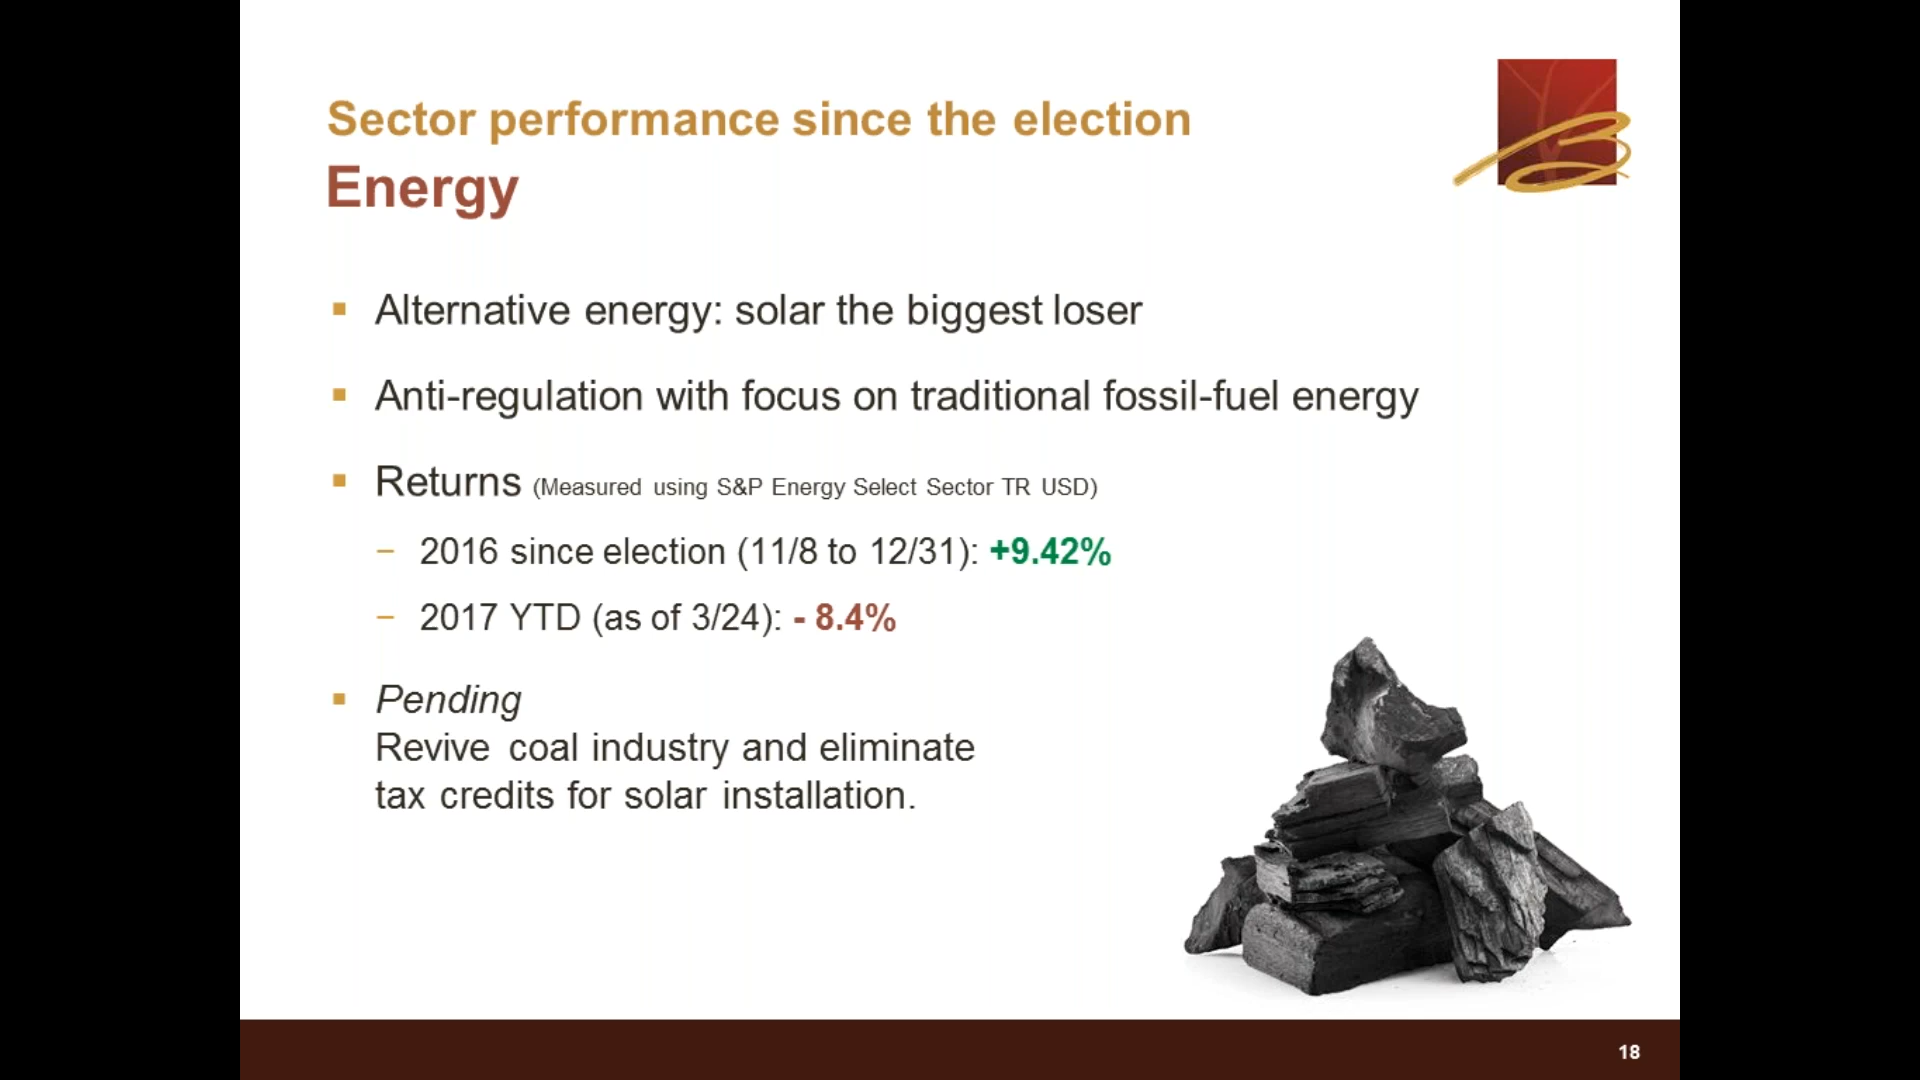 Sector performance since the election
Energy
▪ Alternative energy: solar the biggest loser
▪ Anti-regulation with focus on traditional fossil-fuel energy
▪ Returns (Measured using S&P Energy Select Sector TR USD)
– 2016 since election (11/8 to 12/31): +9.42%
– 2017 YTD (as of 3/24): - 8.4%
▪ Pending
Revive coal industry and eliminate
tax credits for solar installation.
18